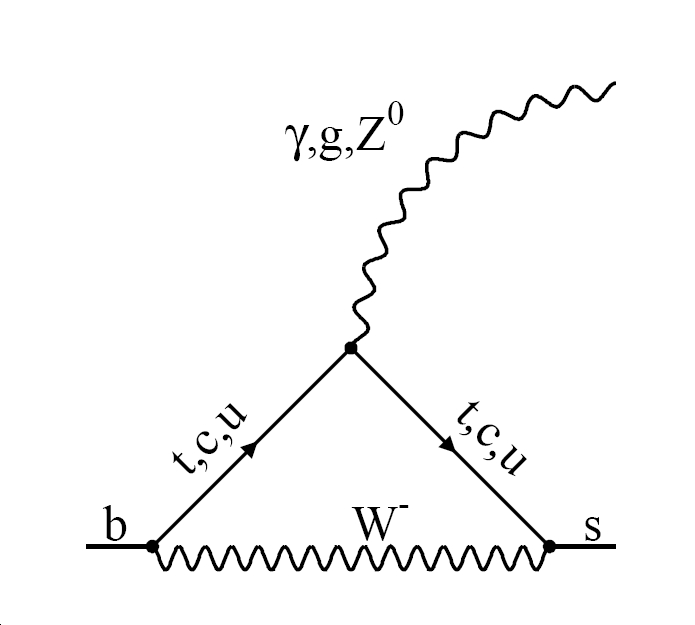 γ,g,Z⁰
t,c,u
t,c,u
b
W⁻
s